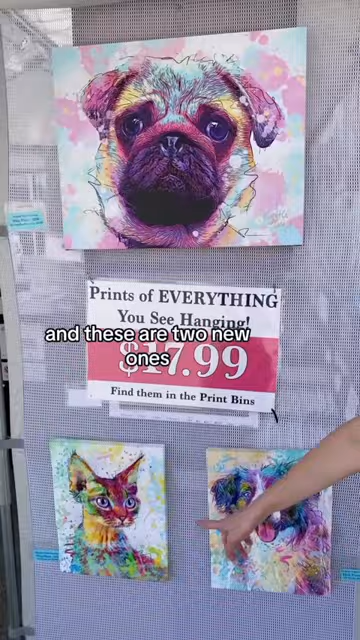 Prints of EVERYTHING
You See Hanging!
and these are two new
ones
$17.99
Find them in the Print Bins